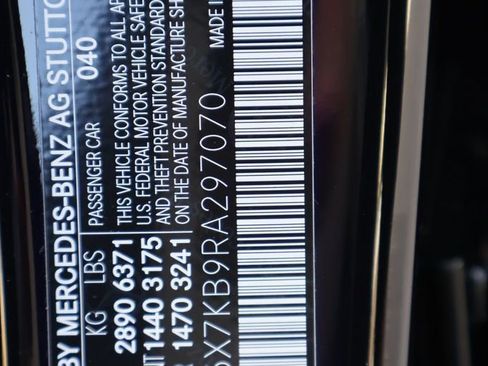 BY MERCEDES-BENZ AG STUTTG
040
KG LBS PASSENGER CAR
2890 6371 THIS VEHICLE CONFORMS TO ALL AP
U.S. FEDERAL MOTOR VEHICLE SAFE
1440 3175 AND THEFT PREVENTION STANDARD
1470 3241 ON THE DATE OF MANUFACTURE SH
X7KB9RA297070 MADE I